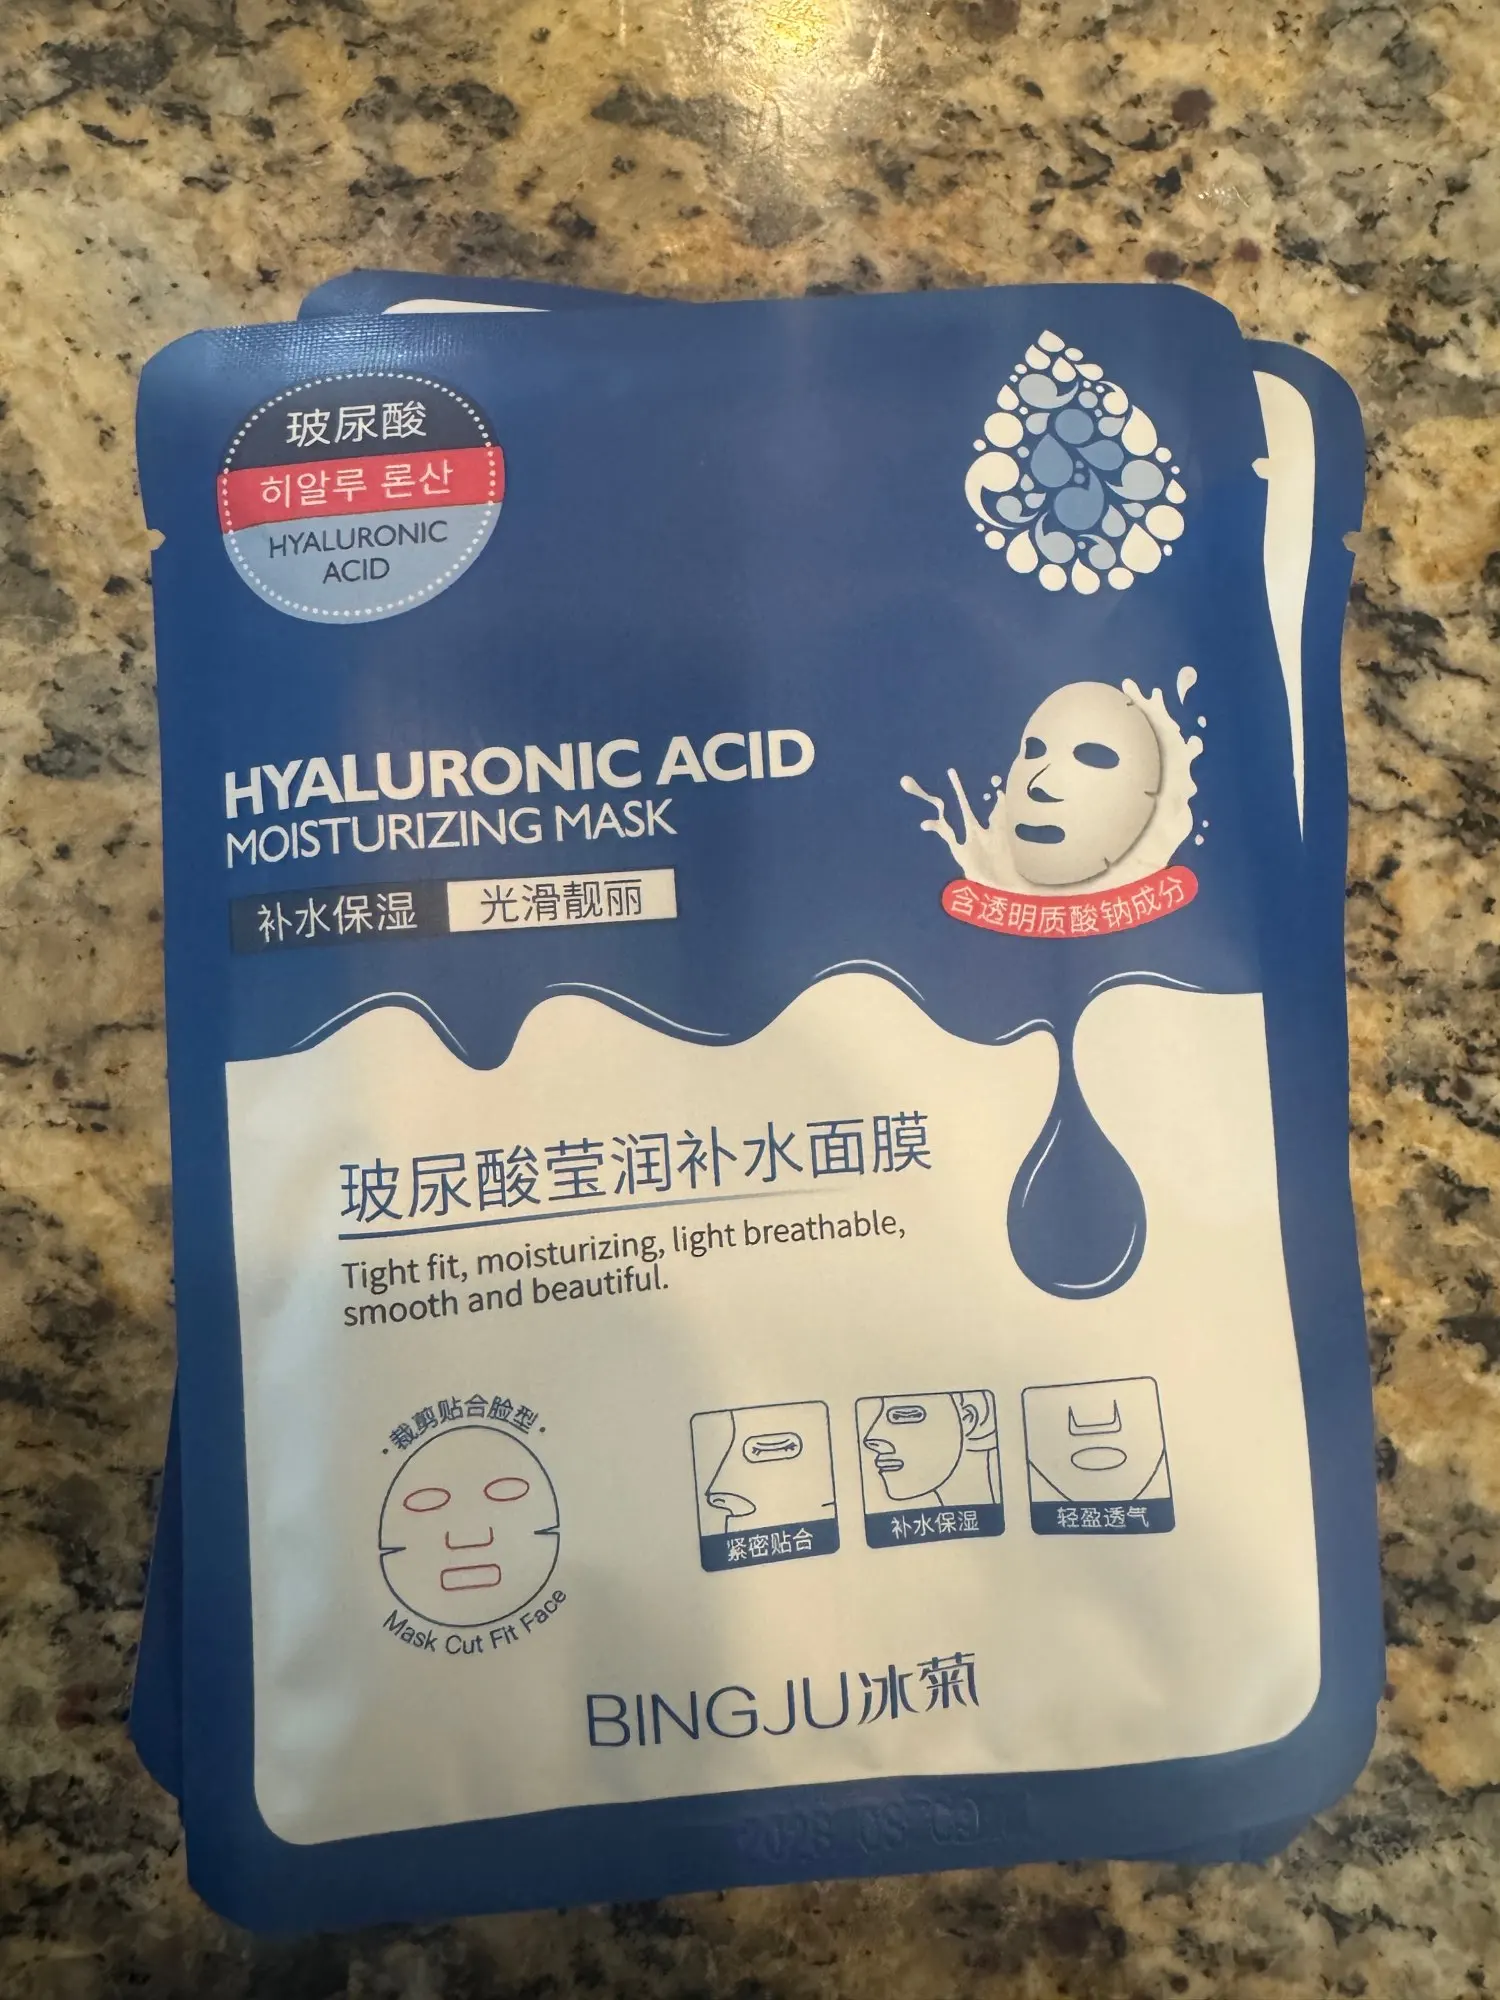 玻尿酸
히알루 론산
HYALURONIC
ACID
HYALURONIC ACID
MOISTURIZING MASK
补水保湿
光滑靓丽
含透明质酸钠成分
玻尿酸莹润补水面膜
Tight fit, moisturizing, light breathable,
smooth and beautiful.
·裁剪贴合脸型·
Mask Cut Fit Face
紧密贴合
补水保湿
轻盈透气
BINGJU冰菊